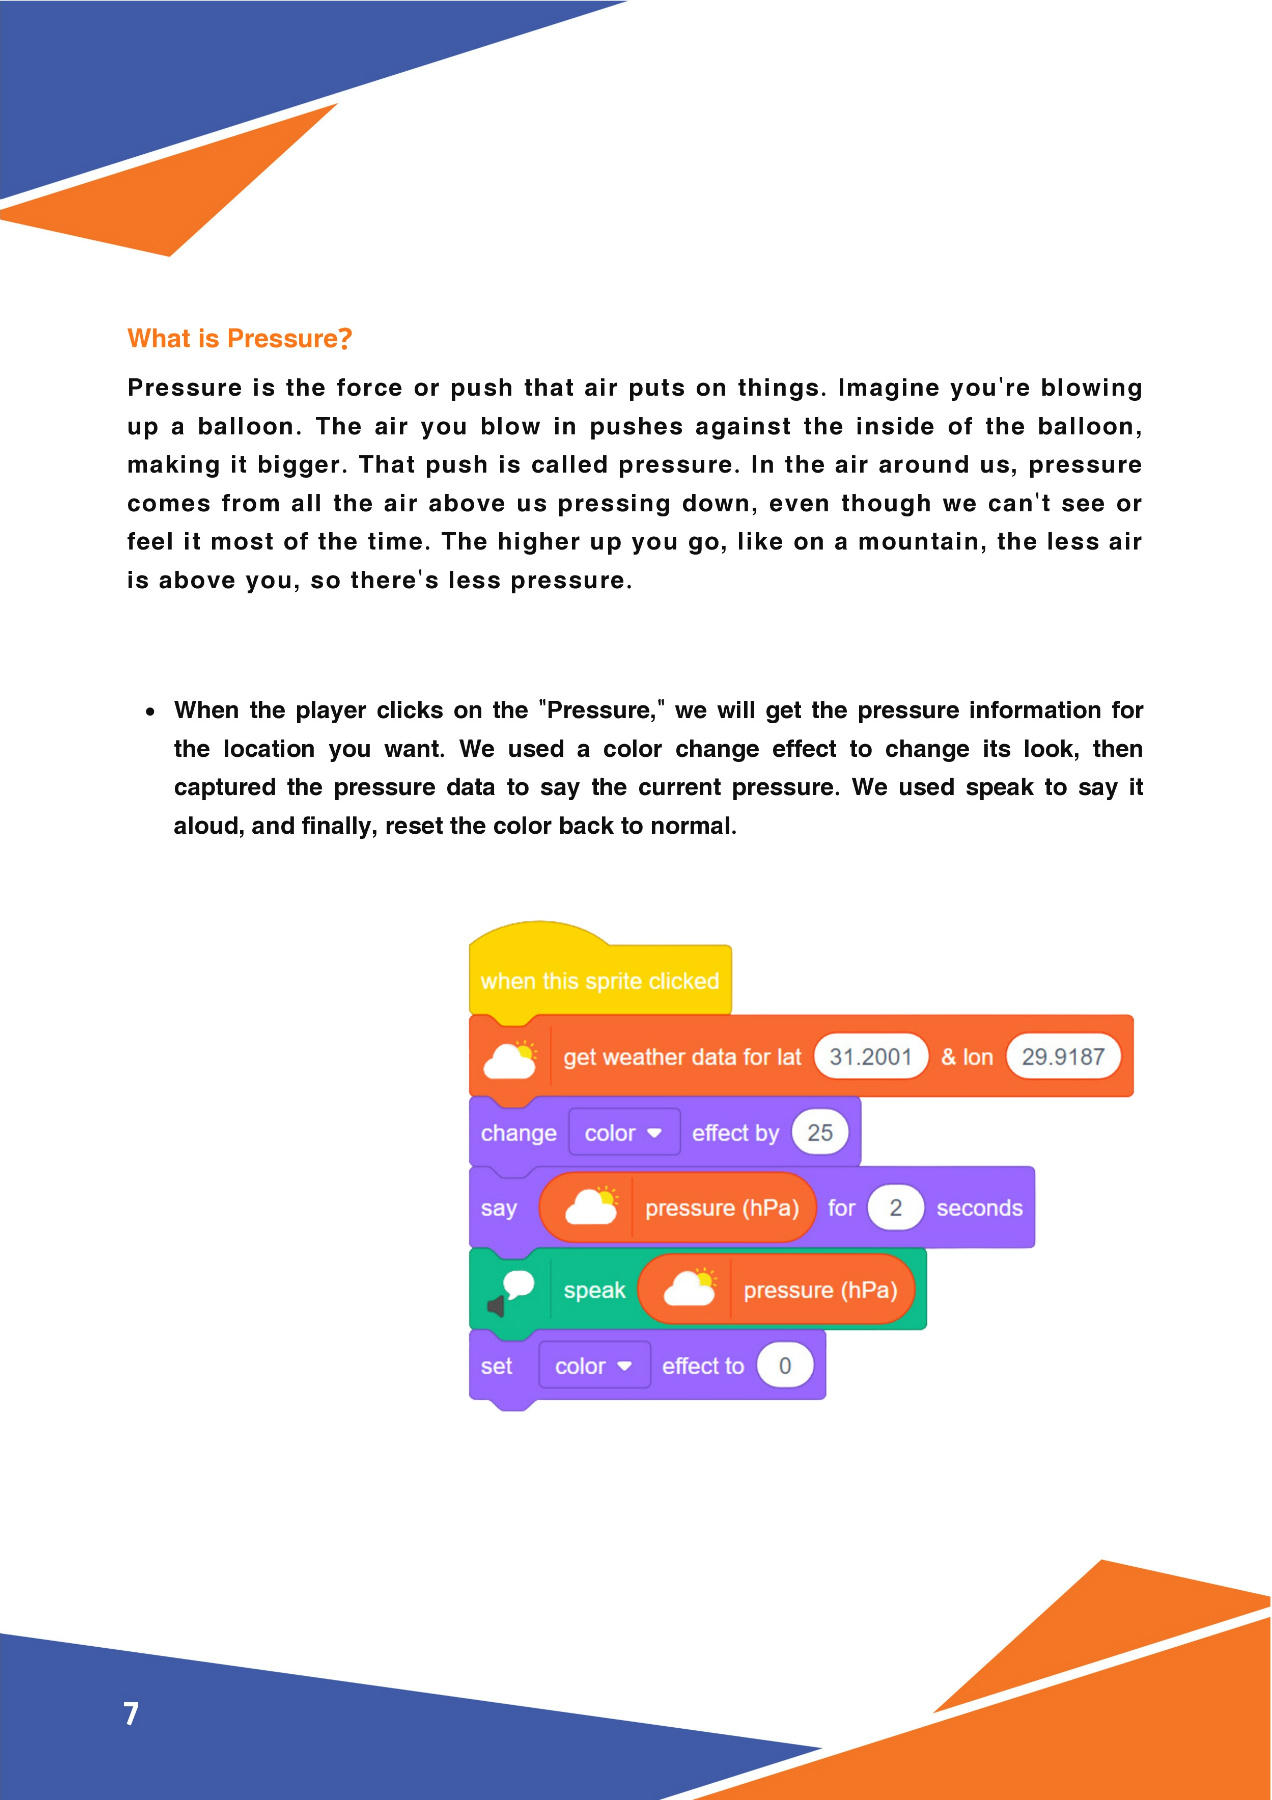 What is Pressure?
Pressure is the force or push that air puts on things. Imagine you're blowing
up a balloon. The air you blow in pushes against the inside of the balloon,
making it bigger. That push is called pressure. In the air around us, pressure
comes from all the air above us pressing down, even though we can't see or
feel it most of the time. The higher up you go, like on a mountain, the less air
is above you, so there's less pressure.
• When the player clicks on the "Pressure," we will get the pressure information for
the location you want. We used a color change effect to change its look, then
captured the pressure data to say the current pressure. We used speak to say it
aloud, and finally, reset the color back to normal.
when this sprite clicked
get weather data for lat 31.2001 & lon 29.9187
change color effect by 25
say pressure (hPa) for 2 seconds
speak pressure (hPa)
set color effect to 0
7